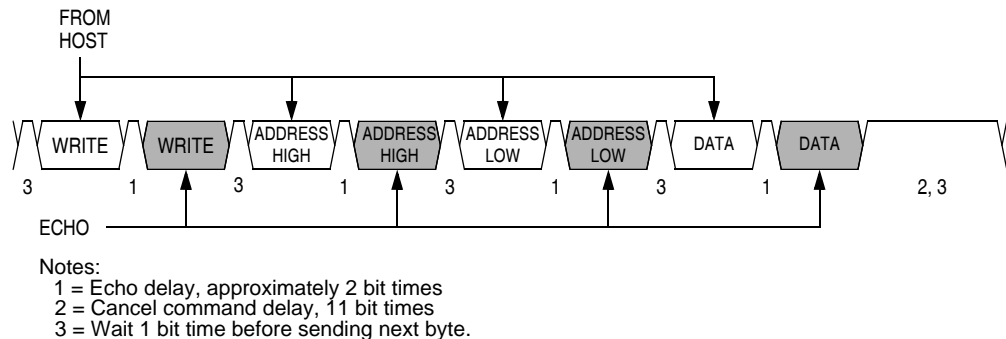 FROM
HOST
WRITE
WRITE
ADDRESS
HIGH
ADDRESS
HIGH
ADDRESS
LOW
ADDRESS
LOW
DATA
DATA
3
1
3
1
3
1
3
1
2, 3
ECHO
Notes:
1 = Echo delay, approximately 2 bit times
2 = Cancel command delay, 11 bit times
3 = Wait 1 bit time before sending next byte.